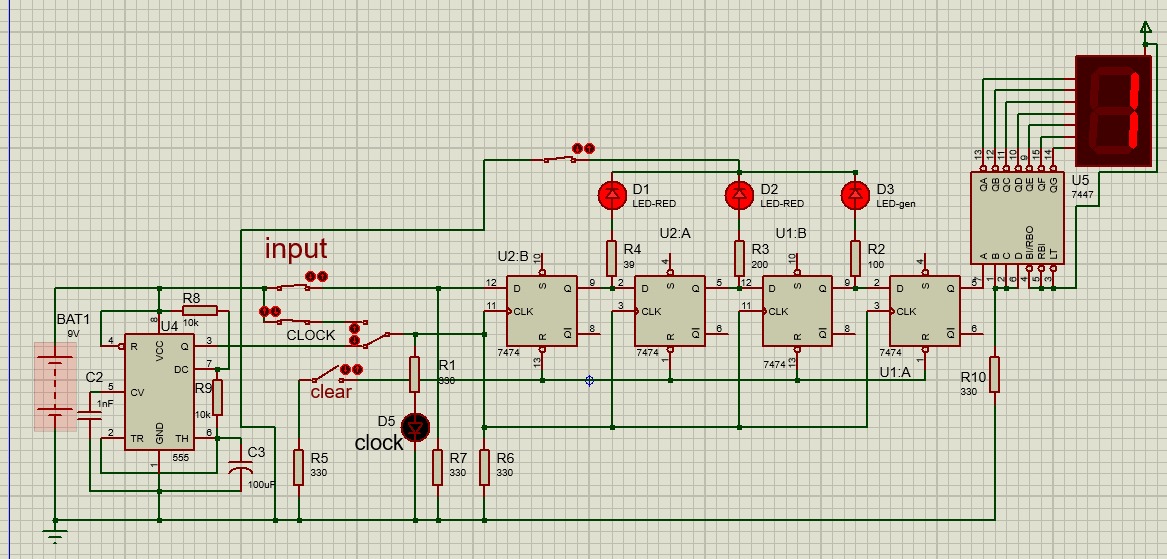 input
CLOCK
clear
clock
BAT1
9V
C2
1nF
R8
10k
U4
4
R
VCC
8
Q
3
DC
7
5
CV
R9
10k
2
TR
GND
TH
6
1
555
C3
100uF
R5
330
R1
330
D5
R7
330
R6
330
D1
LED-RED
D2
LED-RED
D3
LED-gen
R4
39
R3
200
R2
100
U2:B
12
D
S
10
Q
9
11
CLK
R
Q
8
13
7474
U2:A
2
D
S
4
Q
5
3
CLK
R
Q
6
1
7474
U1:B
12
D
S
10
Q
9
11
CLK
R
Q
8
13
7474
U1:A
2
D
S
4
Q
5
3
CLK
R
Q
6
1
7474
R10
330
U5
7447
13 12 11 10 9 15 14
QA QB QC QD QE QF QG
A B C D BI/RBO RBI LT
7 1 2 6 4 5 3
1